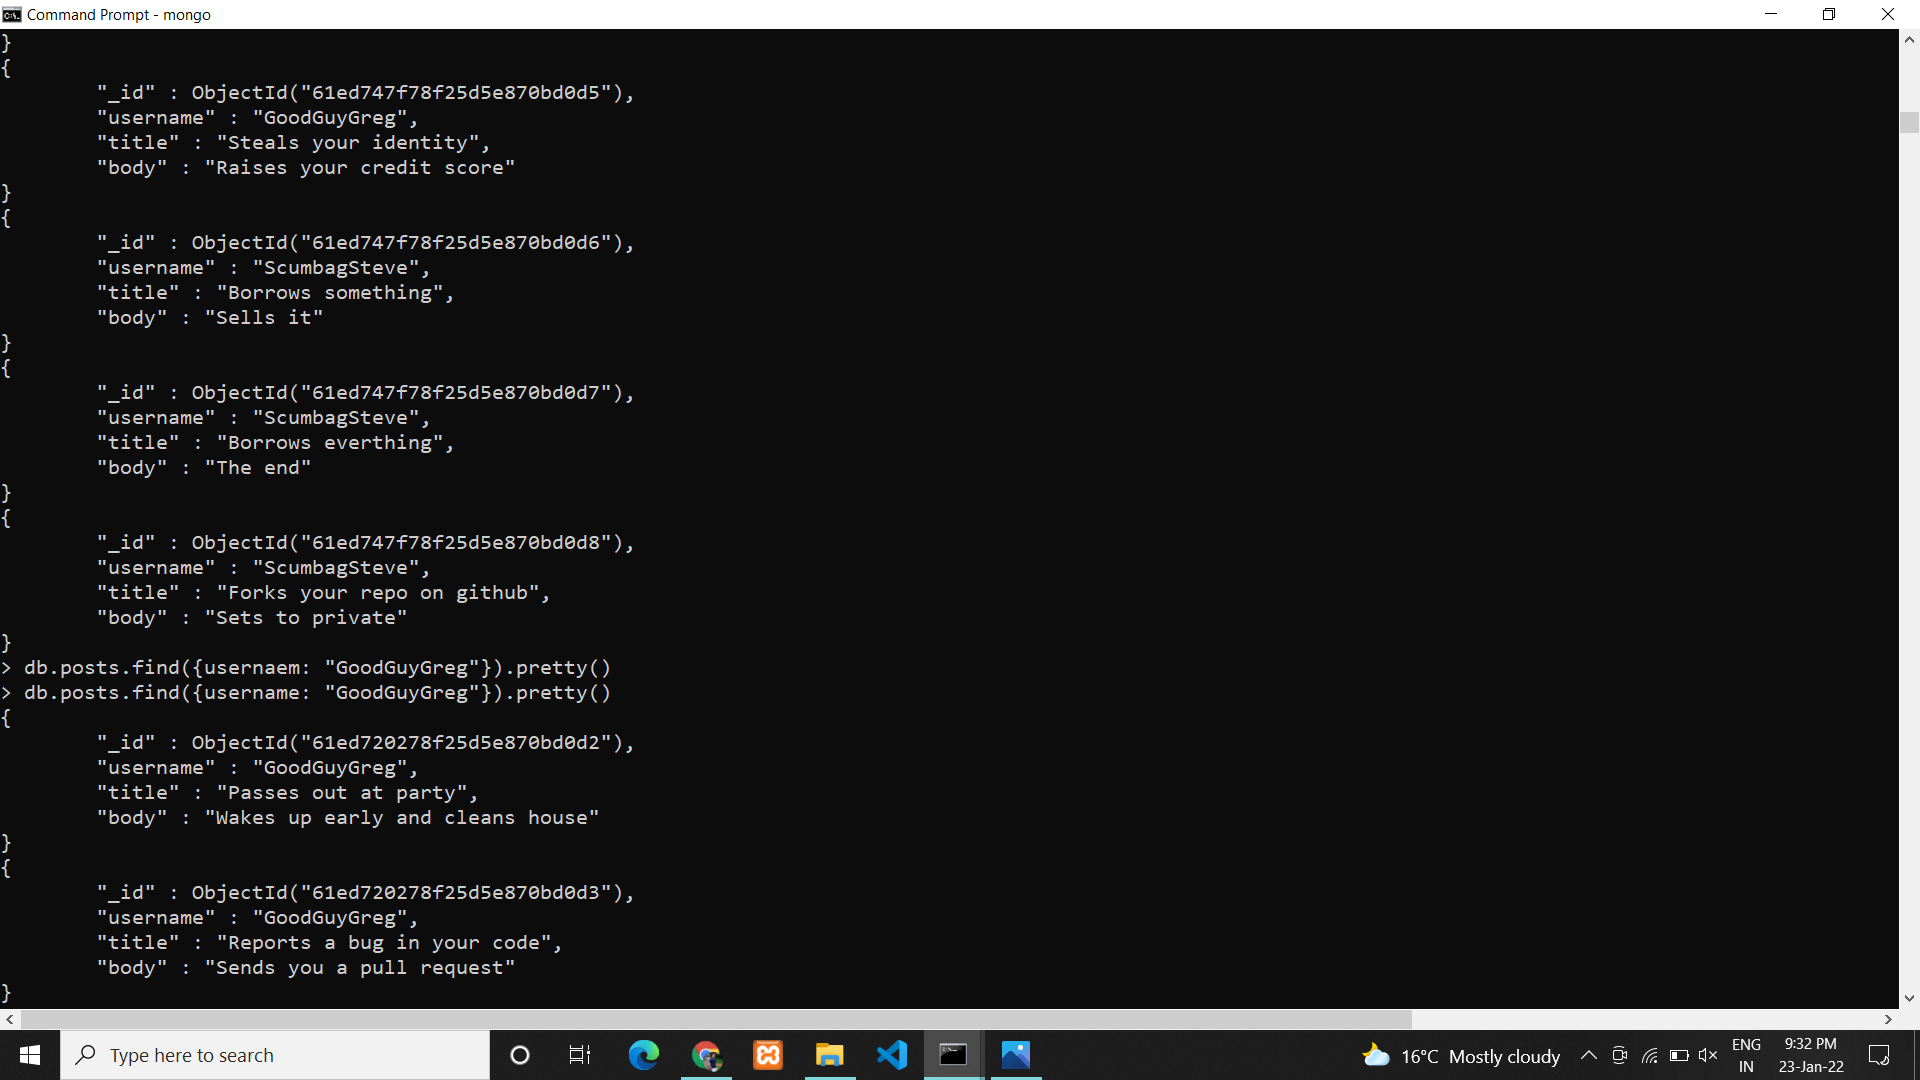 Command Prompt - mongo
}
{
"_id" : ObjectId("61ed747f78f25d5e870bd0d5"),
"username" : "GoodGuyGreg",
"title" : "Steals your identity",
"body" : "Raises your credit score"
}
{
"_id" : ObjectId("61ed747f78f25d5e870bd0d6"),
"username" : "ScumbagSteve",
"title" : "Borrows something",
"body" : "Sells it"
}
{
"_id" : ObjectId("61ed747f78f25d5e870bd0d7"),
"username" : "ScumbagSteve",
"title" : "Borrows everthing",
"body" : "The end"
}
{
"_id" : ObjectId("61ed747f78f25d5e870bd0d8"),
"username" : "ScumbagSteve",
"title" : "Forks your repo on github",
"body" : "Sets to private"
}
> db.posts.find({usernaem: "GoodGuyGreg"}).pretty()
> db.posts.find({username: "GoodGuyGreg"}).pretty()
{
"_id" : ObjectId("61ed720278f25d5e870bd0d2"),
"username" : "GoodGuyGreg",
"title" : "Passes out at party",
"body" : "Wakes up early and cleans house"
}
{
"_id" : ObjectId("61ed720278f25d5e870bd0d3"),
"username" : "GoodGuyGreg",
"title" : "Reports a bug in your code",
"body" : "Sends you a pull request"
}
Type here to search
16°C Mostly cloudy
ENG
IN
9:32 PM
23-Jan-22